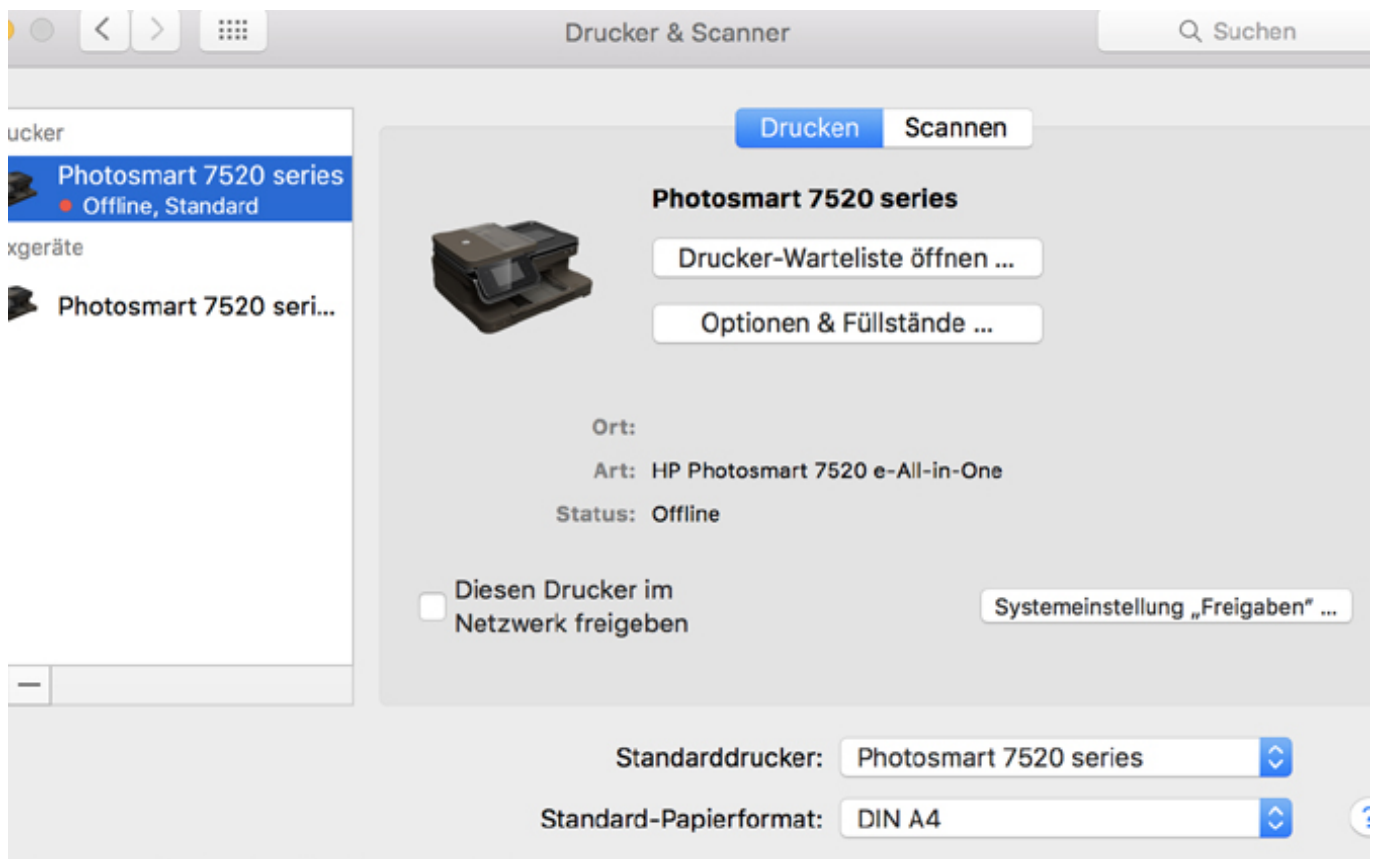 Drucker & Scanner
Suchen
ucker
Photosmart 7520 series
Offline, Standard
xgeräte
Photosmart 7520 seri...
Drucken
Scannen
Photosmart 7520 series
Drucker-Warteliste öffnen ...
Optionen & Füllstände ...
Ort:
Art: HP Photosmart 7520 e-All-in-One
Status: Offline
Diesen Drucker im
Netzwerk freigeben
Systemeinstellung „Freigaben“ ...
Standarddrucker: Photosmart 7520 series
Standard-Papierformat: DIN A4
?